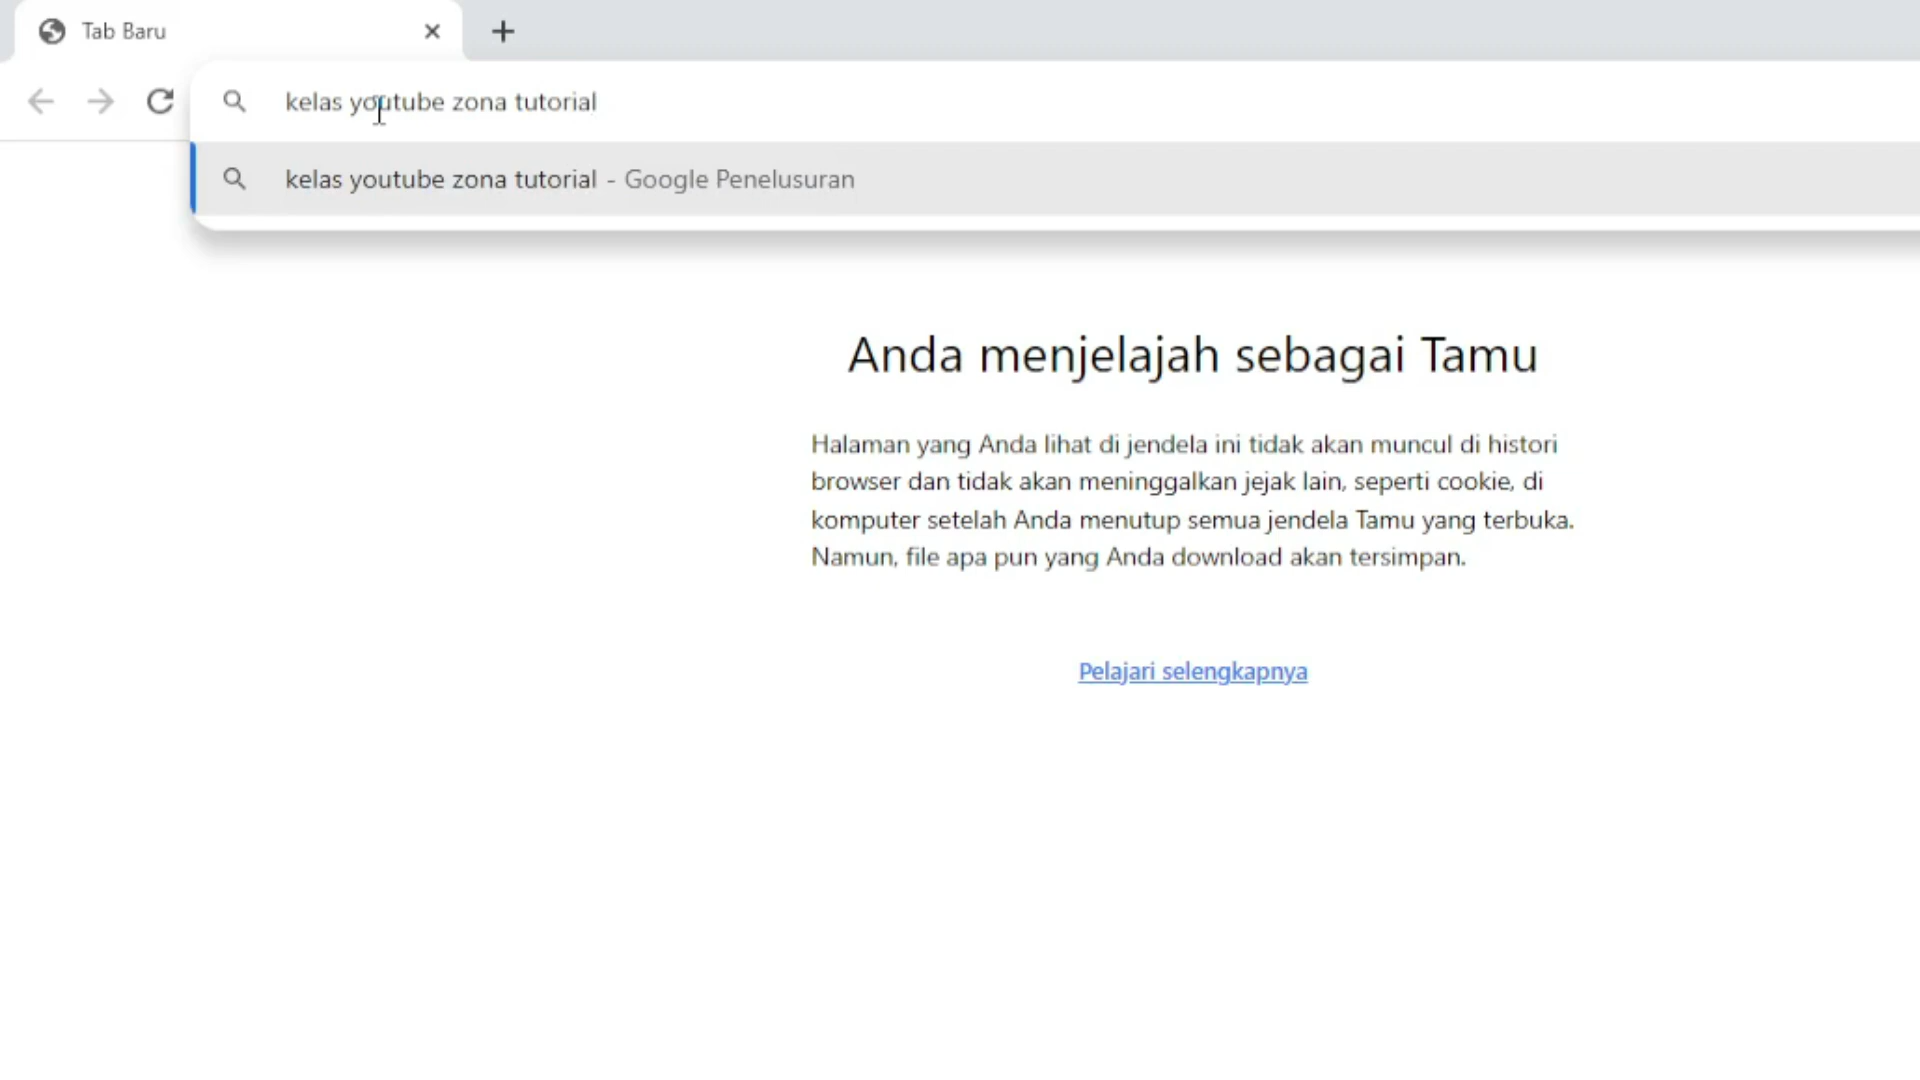 Tab Baru
kelas youtube zona tutorial
kelas youtube zona tutorial - Google Penelusuran
Anda menjelajah sebagai Tamu
Halaman yang Anda lihat di jendela ini tidak akan muncul di histori
browser dan tidak akan meninggalkan jejak lain, seperti cookie, di
komputer setelah Anda menutup semua jendela Tamu yang terbuka.
Namun, file apa pun yang Anda download akan tersimpan.
Pelajari selengkapnya